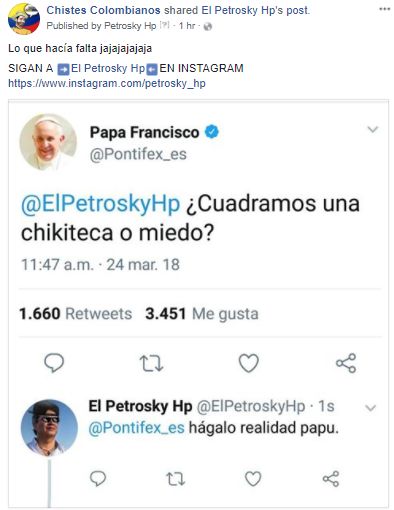 Chistes Colombianos shared El Petrosky Hp's post.
Published by Petrosky Hp [?] · 1 hr ·
Lo que hacía falta jajajajajaja
SIGAN A ➡El Petrosky Hp⬅EN INSTAGRAM
https://www.instagram.com/petrosky_hp
Papa Francisco
@Pontifex_es
@ElPetroskyHp ¿Cuadramos una
chikiteca o miedo?
11:47 a.m. · 24 mar. 18
1.660 Retweets 3.451 Me gusta
El Petrosky Hp @ElPetroskyHp · 1s
@Pontifex_es hágalo realidad papu.